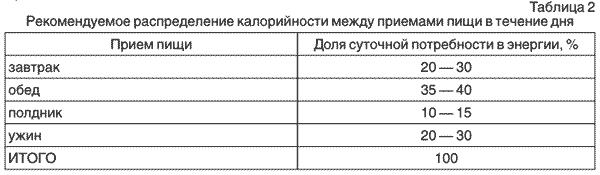 Таблица 2
Рекомендуемое распределение калорийности между приемами пищи в течение дня
Прием пищи Доля суточной потребности в энергии, %
завтрак 20 — 30
обед 35 — 40
полдник 10 — 15
ужин 20 — 30
ИТОГО 100